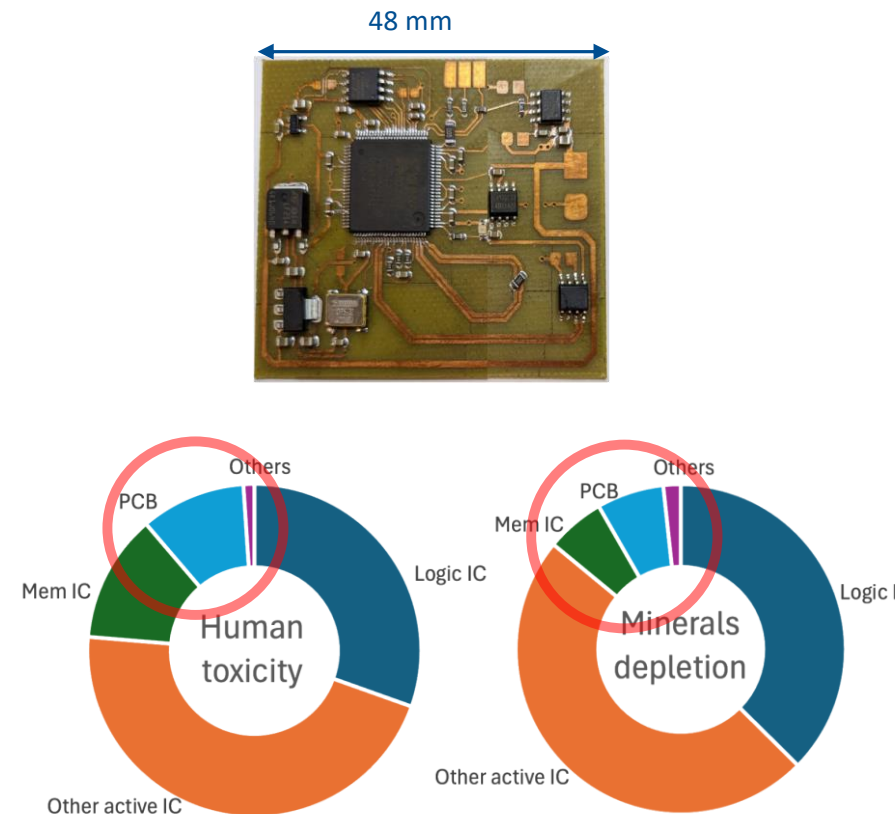 48 mm
Others
PCB
Mem IC
Logic IC
Human
toxicity
Other active IC
Others
PCB
Mem IC
Logic I
Minerals
depletion
Other active IC